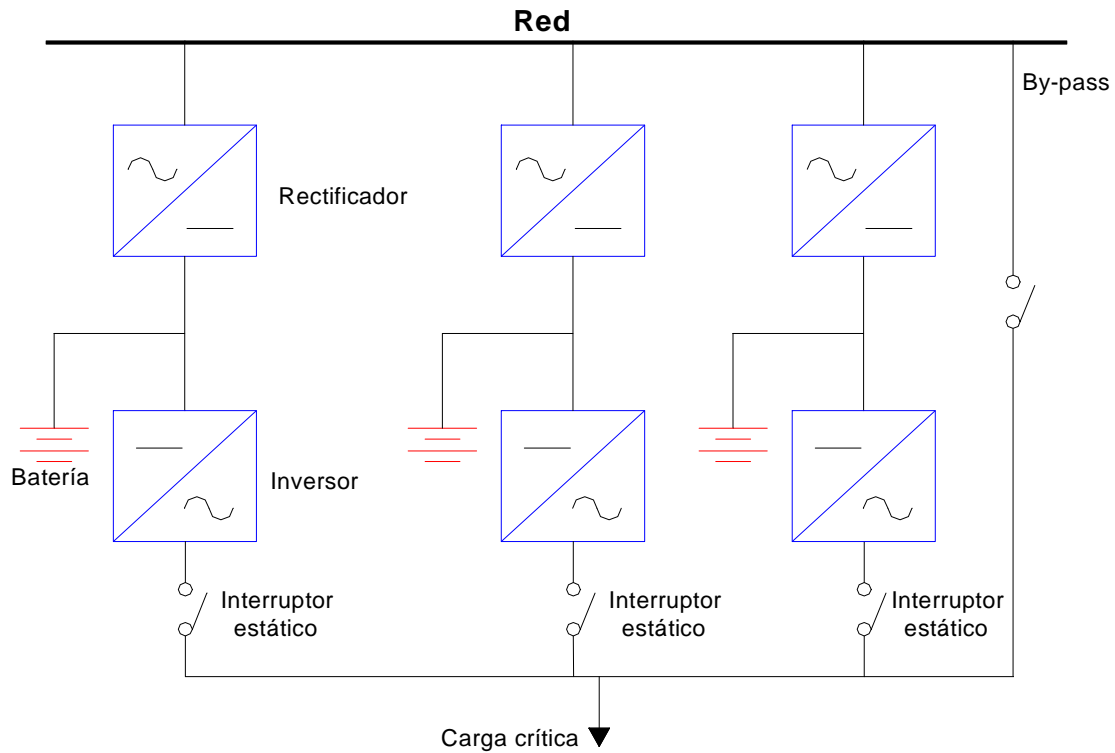 Red
By-pass
Rectificador
Batería
Inversor
Interruptor
estático
Interruptor
estático
Interruptor
estático
Carga crítica